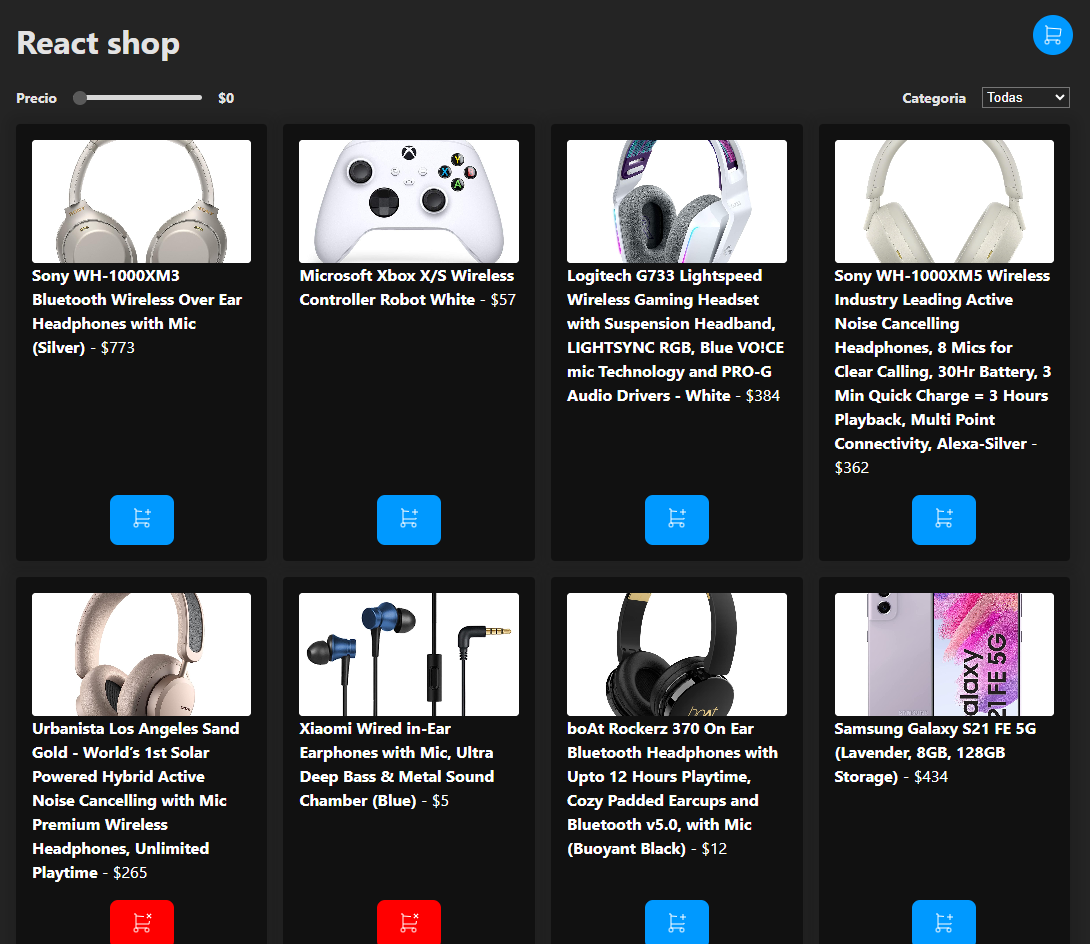 React shop
Precio $0
Categoria Todas
Sony WH-1000XM3
Bluetooth Wireless Over Ear
Headphones with Mic
(Silver) - $773
Microsoft Xbox X/S Wireless
Controller Robot White - $57
Logitech G733 Lightspeed
Wireless Gaming Headset
with Suspension Headband,
LIGHTSYNC RGB, Blue VO!CE
mic Technology and PRO-G
Audio Drivers - White - $384
Sony WH-1000XM5 Wireless
Industry Leading Active
Noise Cancelling
Headphones, 8 Mics for
Clear Calling, 30Hr Battery, 3
Min Quick Charge = 3 Hours
Playback, Multi Point
Connectivity, Alexa-Silver -
$362
Urbanista Los Angeles Sand
Gold - World’s 1st Solar
Powered Hybrid Active
Noise Cancelling with Mic
Premium Wireless
Headphones, Unlimited
Playtime - $265
Xiaomi Wired in-Ear
Earphones with Mic, Ultra
Deep Bass & Metal Sound
Chamber (Blue) - $5
boAt
boAt Rockerz 370 On Ear
Bluetooth Headphones with
Upto 12 Hours Playtime,
Cozy Padded Earcups and
Bluetooth v5.0, with Mic
(Buoyant Black) - $12
alaxy
21 FE 5G
Samsung Galaxy S21 FE 5G
(Lavender, 8GB, 128GB
Storage) - $434